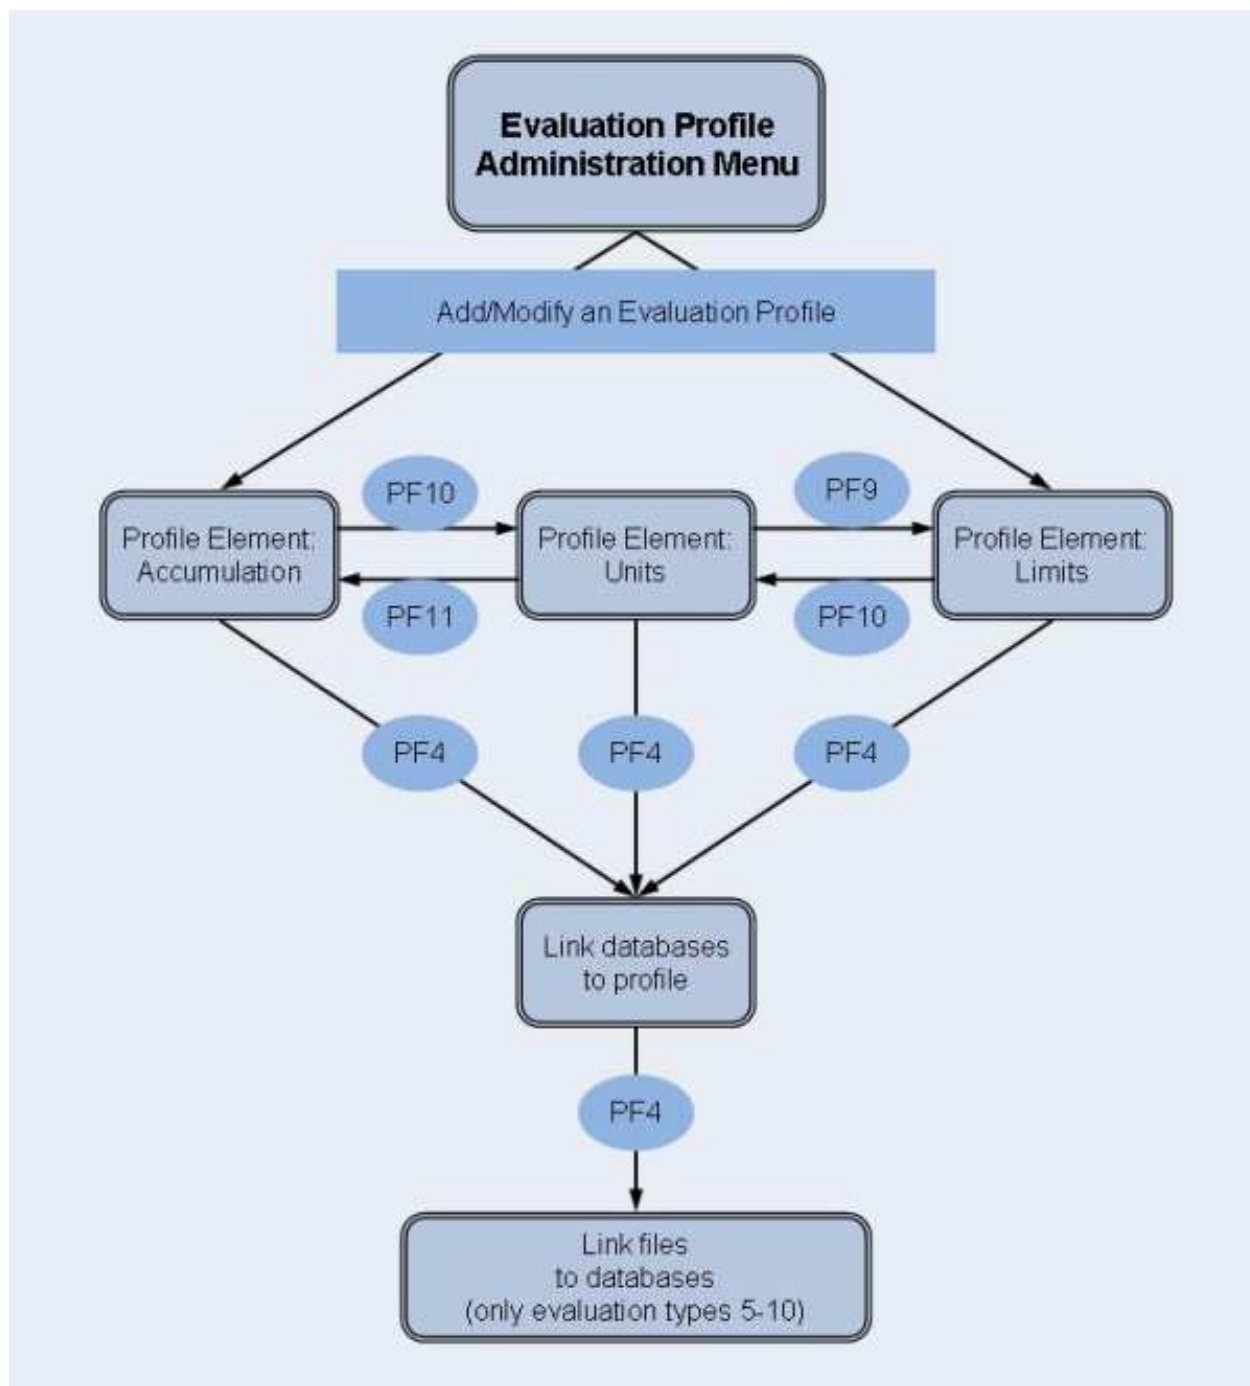 Evaluation Profile
Administration Menu
Add/Modify an Evaluation Profile
PF10
PF9
Profile Element:
Accumulation
Profile Element:
Units
Profile Element:
Limits
PF11
PF10
PF4
PF4
PF4
Link databases
to profile
PF4
Link files
to databases
(only evaluation types 5-10)